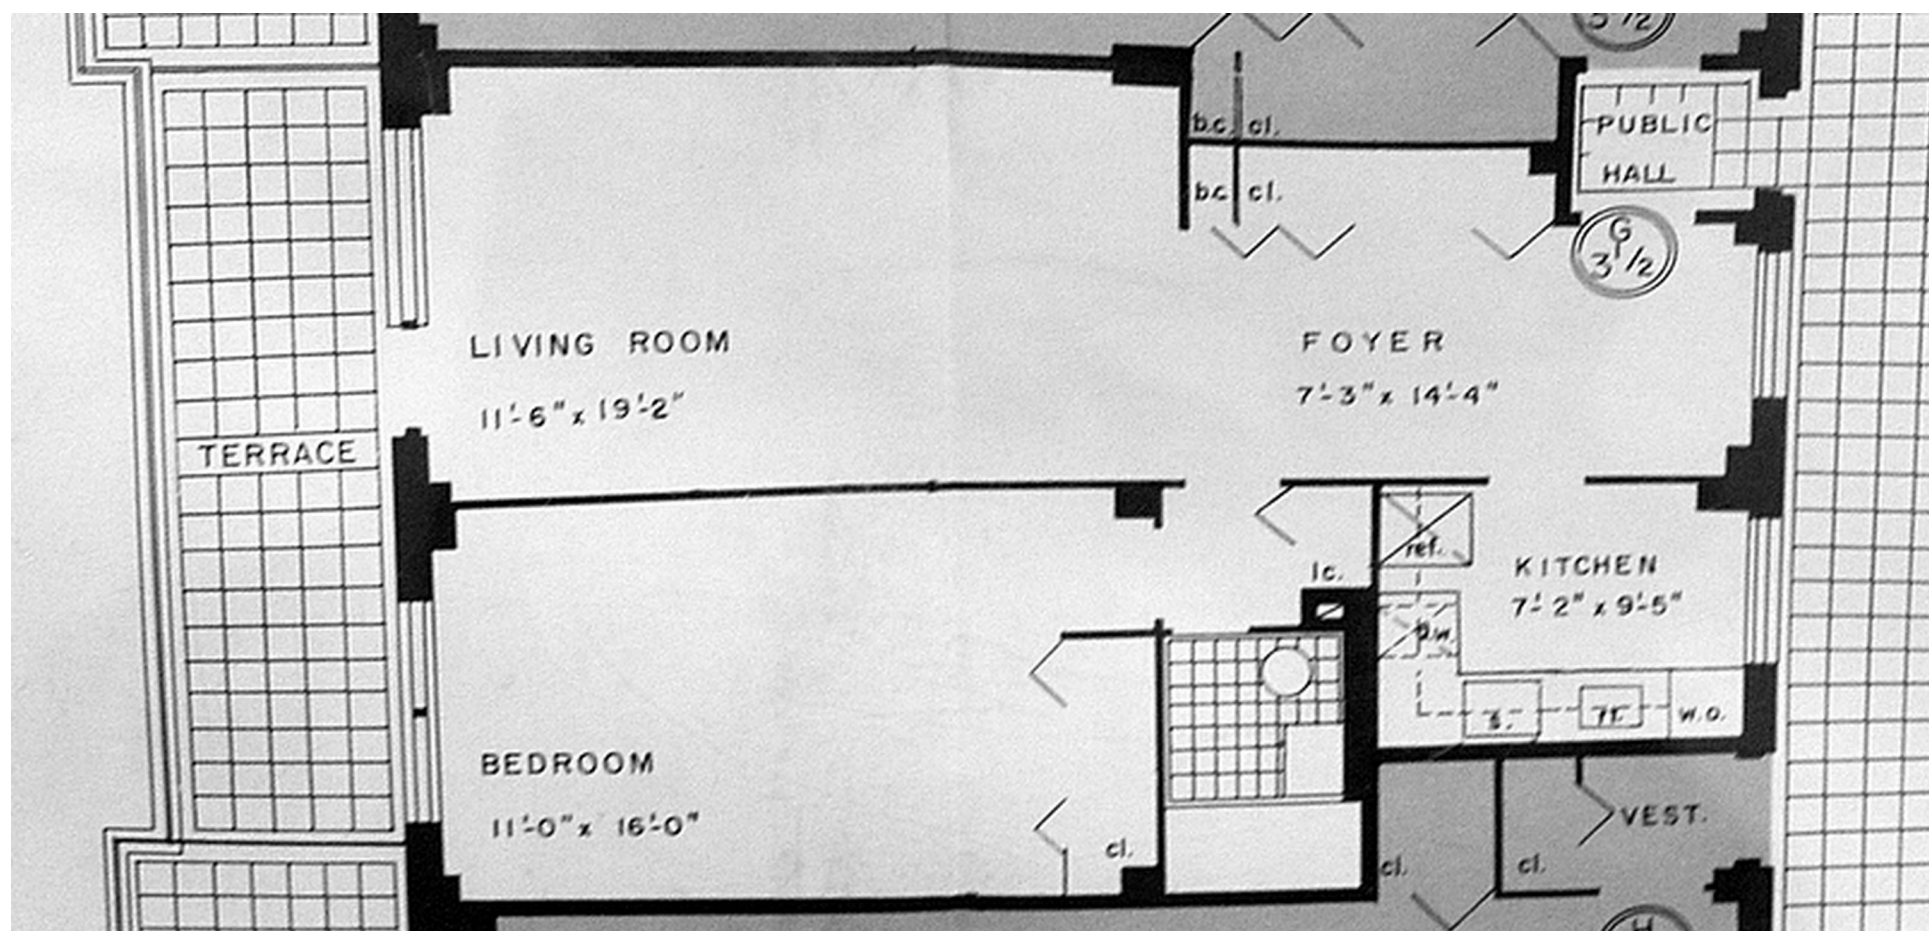 5 1/2
b.c. cl.
PUBLIC
HALL
b.c. cl.
G
3 1/2
LIVING ROOM
11'-6" x 19'-2"
FOYER
7'-3" x 14'-4"
TERRACE
ref.
lc.
KITCHEN
7'-2" x 9'-5"
D.W.
s.
W.O.
BEDROOM
11'-0" x 16'-0"
VEST.
cl.
cl.
cl.
H